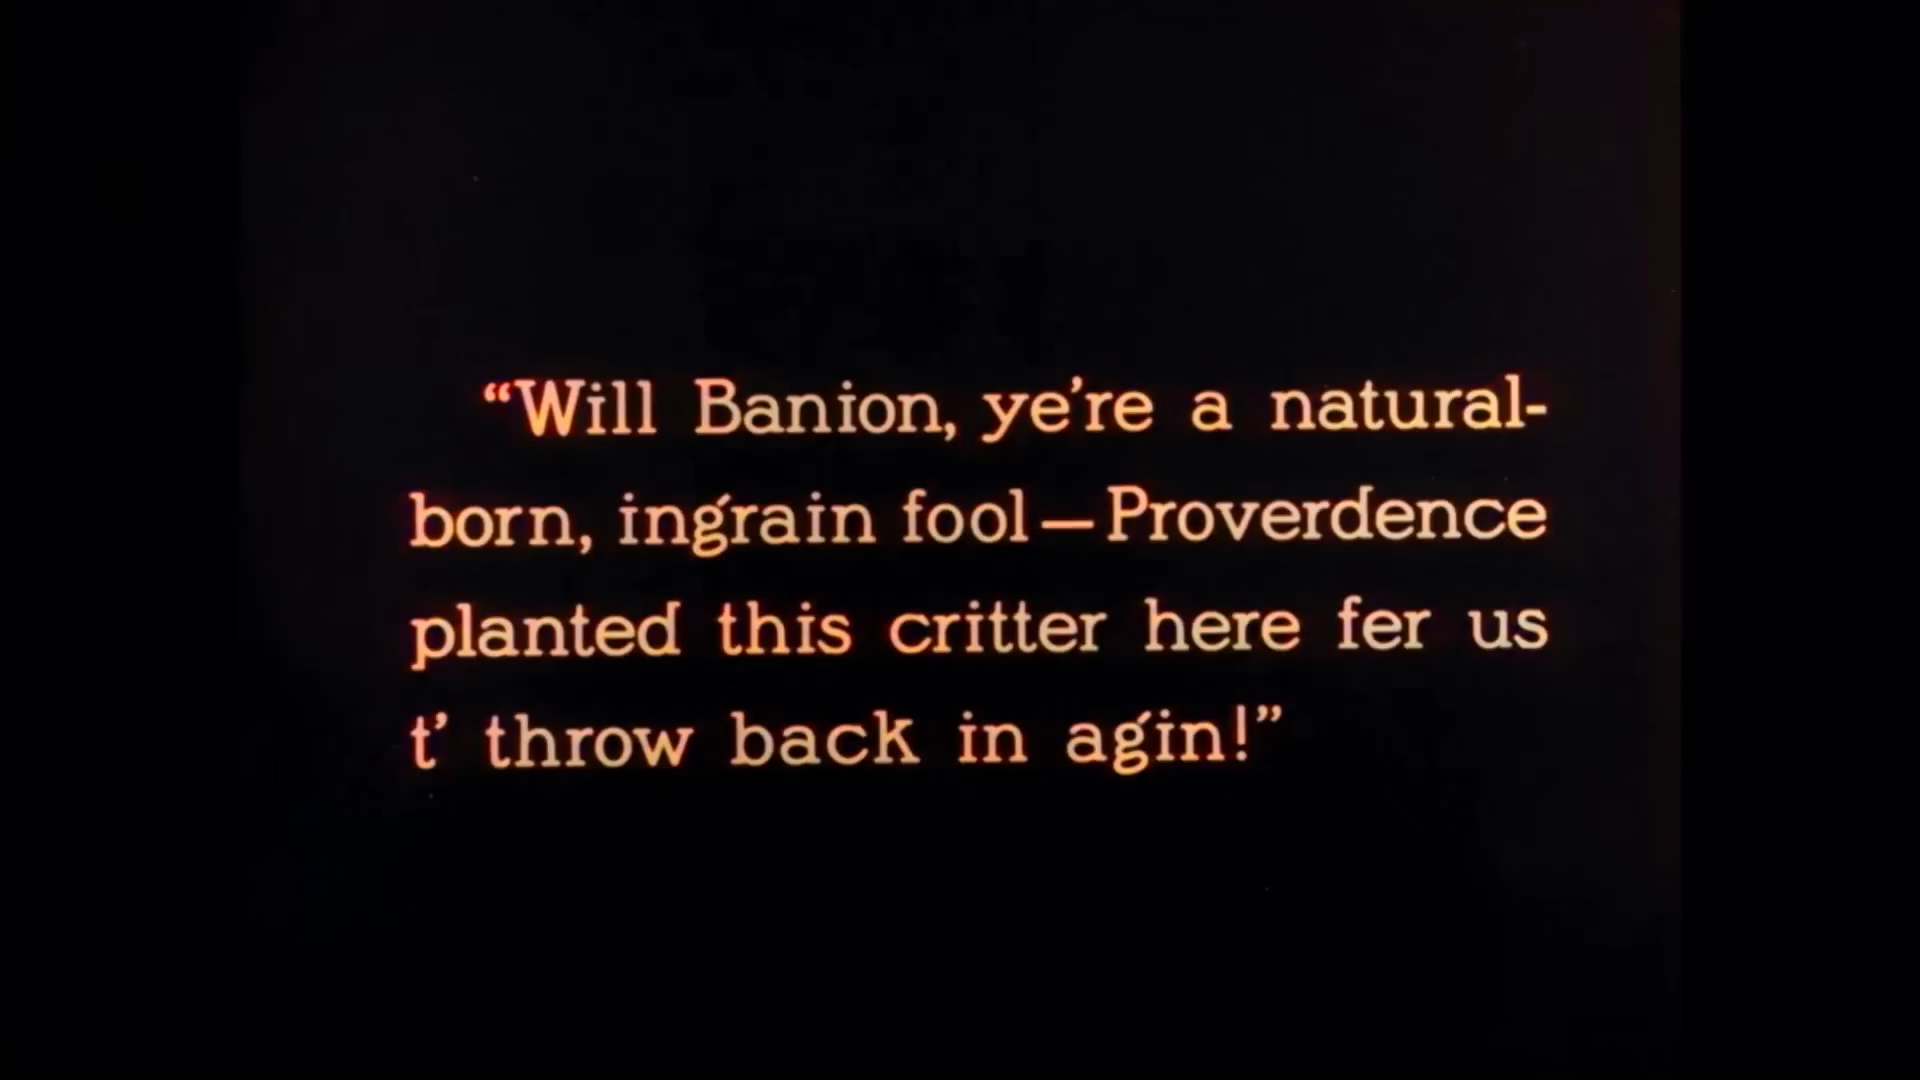 “Will Banion, ye’re a natural-
born, ingrain fool—Proverdence
planted this critter here fer us
t’ throw back in agin!”